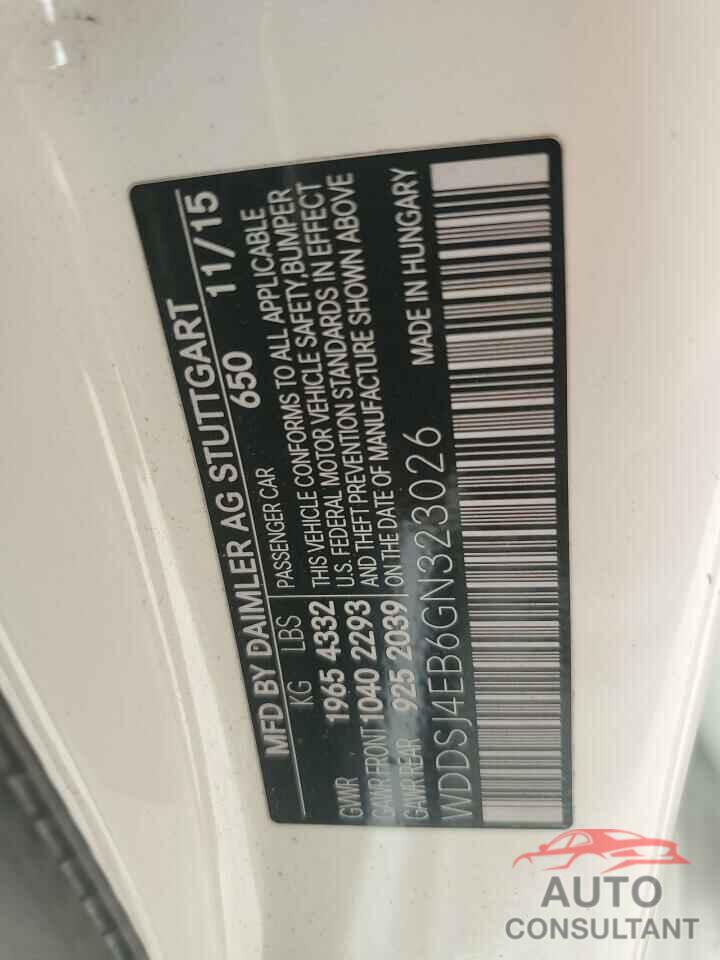 MFD BY DAIMLER AG STUTTGART
650 11/15
KG LBS PASSENGER CAR
GVWR 1965 4332 THIS VEHICLE CONFORMS TO ALL APPLICABLE
U.S. FEDERAL MOTOR VEHICLE SAFETY,BUMPER
GAWR FRONT 1040 2293 AND THEFT PREVENTION STANDARDS IN EFFECT
GAWR REAR 925 2039 ON THE DATE OF MANUFACTURE SHOWN ABOVE
WDDSJ4EB6GN323026 MADE IN HUNGARY
AUTO
CONSULTANT